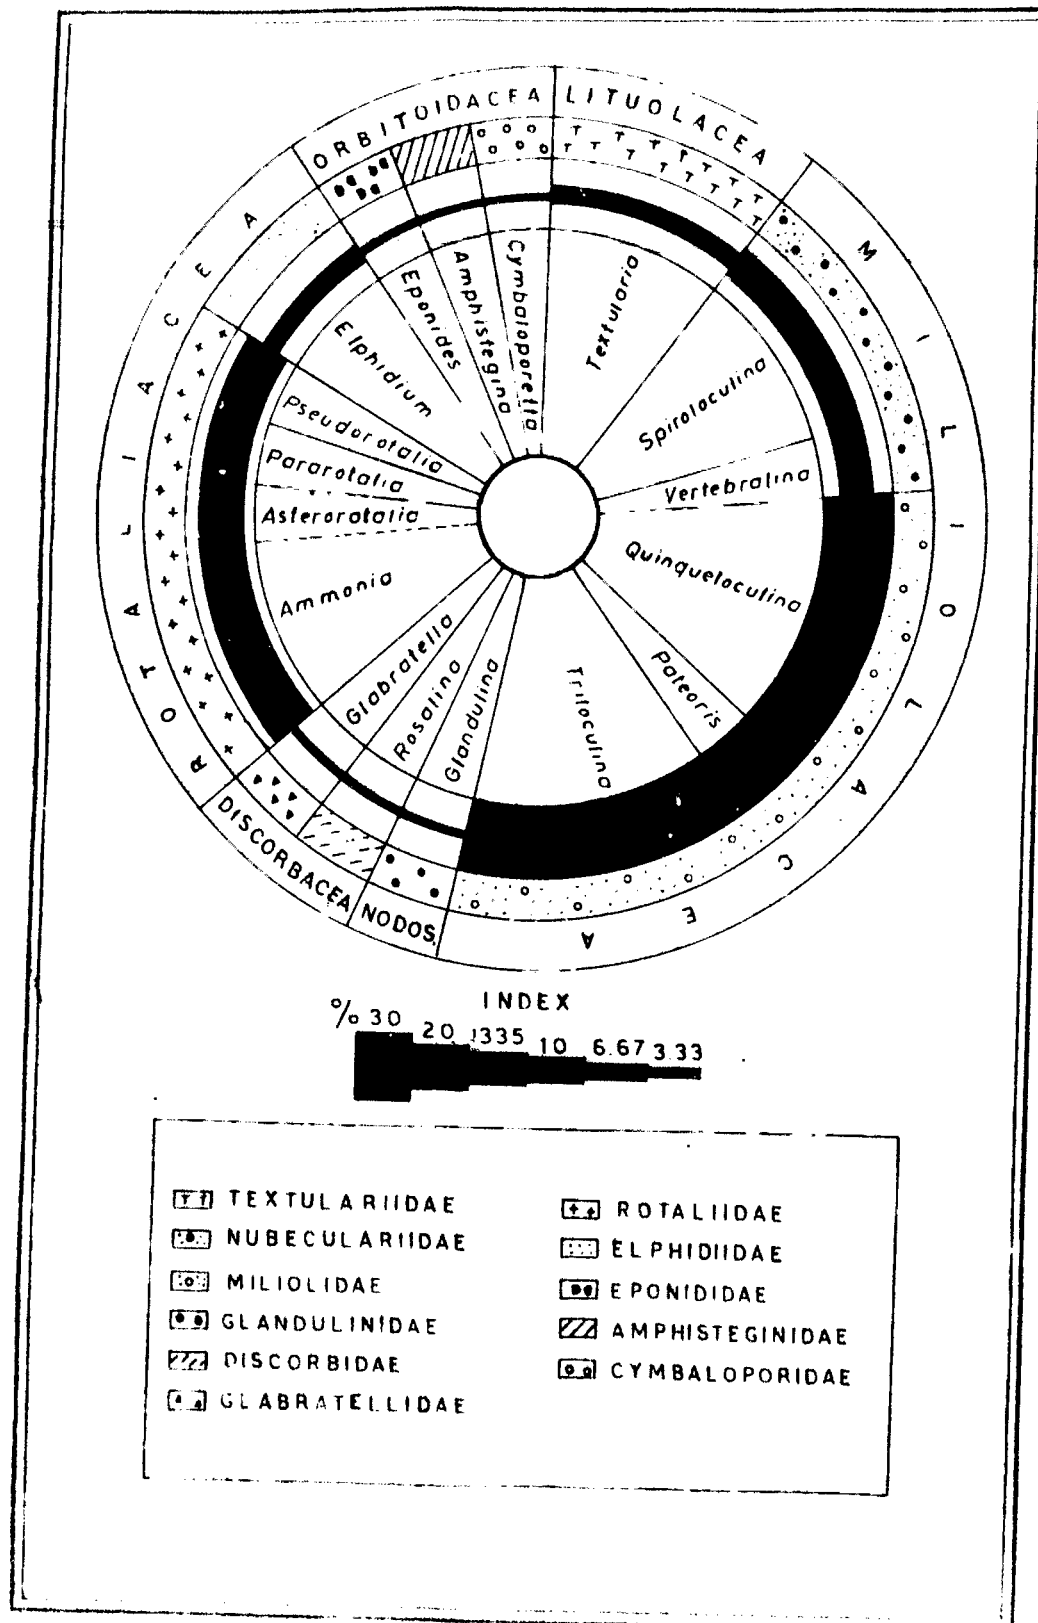 ORBITOIDACEA
LITUOLACEA
MILIOLACEA
NODOS.
DISCORBACEA
ROTALIACEA
Textularia
Spiroloculina
Vertebralina
Quinqueloculina
Pateoris
Triloculina
Glandulina
Rosalina
Glabratella
Ammonia
Asterorotalia
Pararotalia
Pseudorotalia
Elphidium
Eponides
Amphistegina
Cymbaloporetta
INDEX
% 30 20 1335 10 6.67 3.33
TEXTULARIIDAE
NUBECULARIIDAE
MILIOLIDAE
GLANDULINIDAE
DISCORBIDAE
GLABRATELLIDAE
ROTALIIDAE
ELPHIDIIDAE
EPONIDIDAE
AMPHISTEGINIDAE
CYMBALOPORIDAE